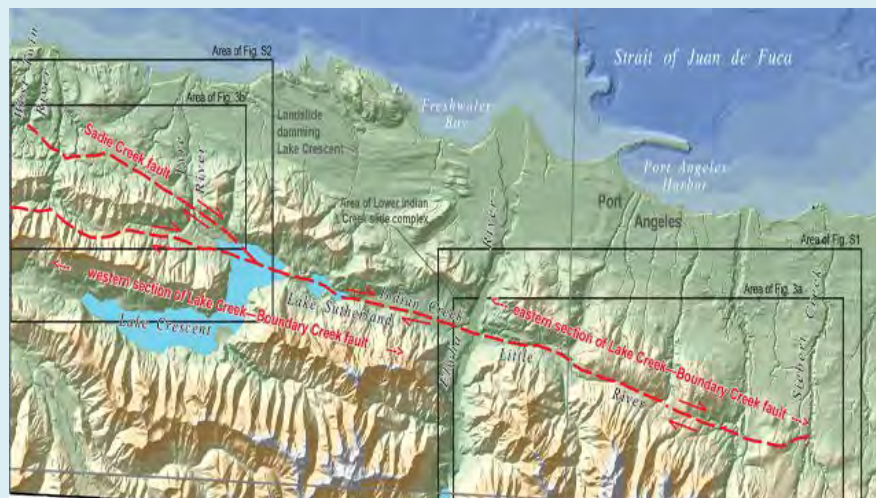 Area of Fig. S2
Strait of Juan de Fuca
West Twin
River
Area of Fig. 3b
Landslide
damming
Lake Crescent
Freshwater
Bay
Sadie Creek fault
River
Port Angeles
Harbor
Area of Lower Indian
Creek slide complex
Port
Angeles
River
Area of Fig. S1
Area of Fig. 3a
western section of Lake Creek–Boundary Creek fault
Lake Crescent
Lake Sutherland
Indian Creek
Elwha
Little
River
eastern section of Lake Creek–Boundary Creek fault
Siebert Creek